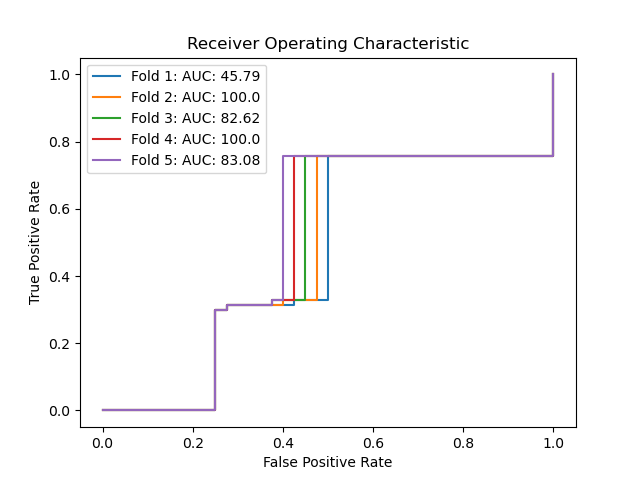 Receiver Operating Characteristic
Fold 1: AUC: 45.79
Fold 2: AUC: 100.0
Fold 3: AUC: 82.62
Fold 4: AUC: 100.0
Fold 5: AUC: 83.08
1.0
0.8
0.6
0.4
0.2
0.0
True Positive Rate
0.0 0.2 0.4 0.6 0.8 1.0
False Positive Rate